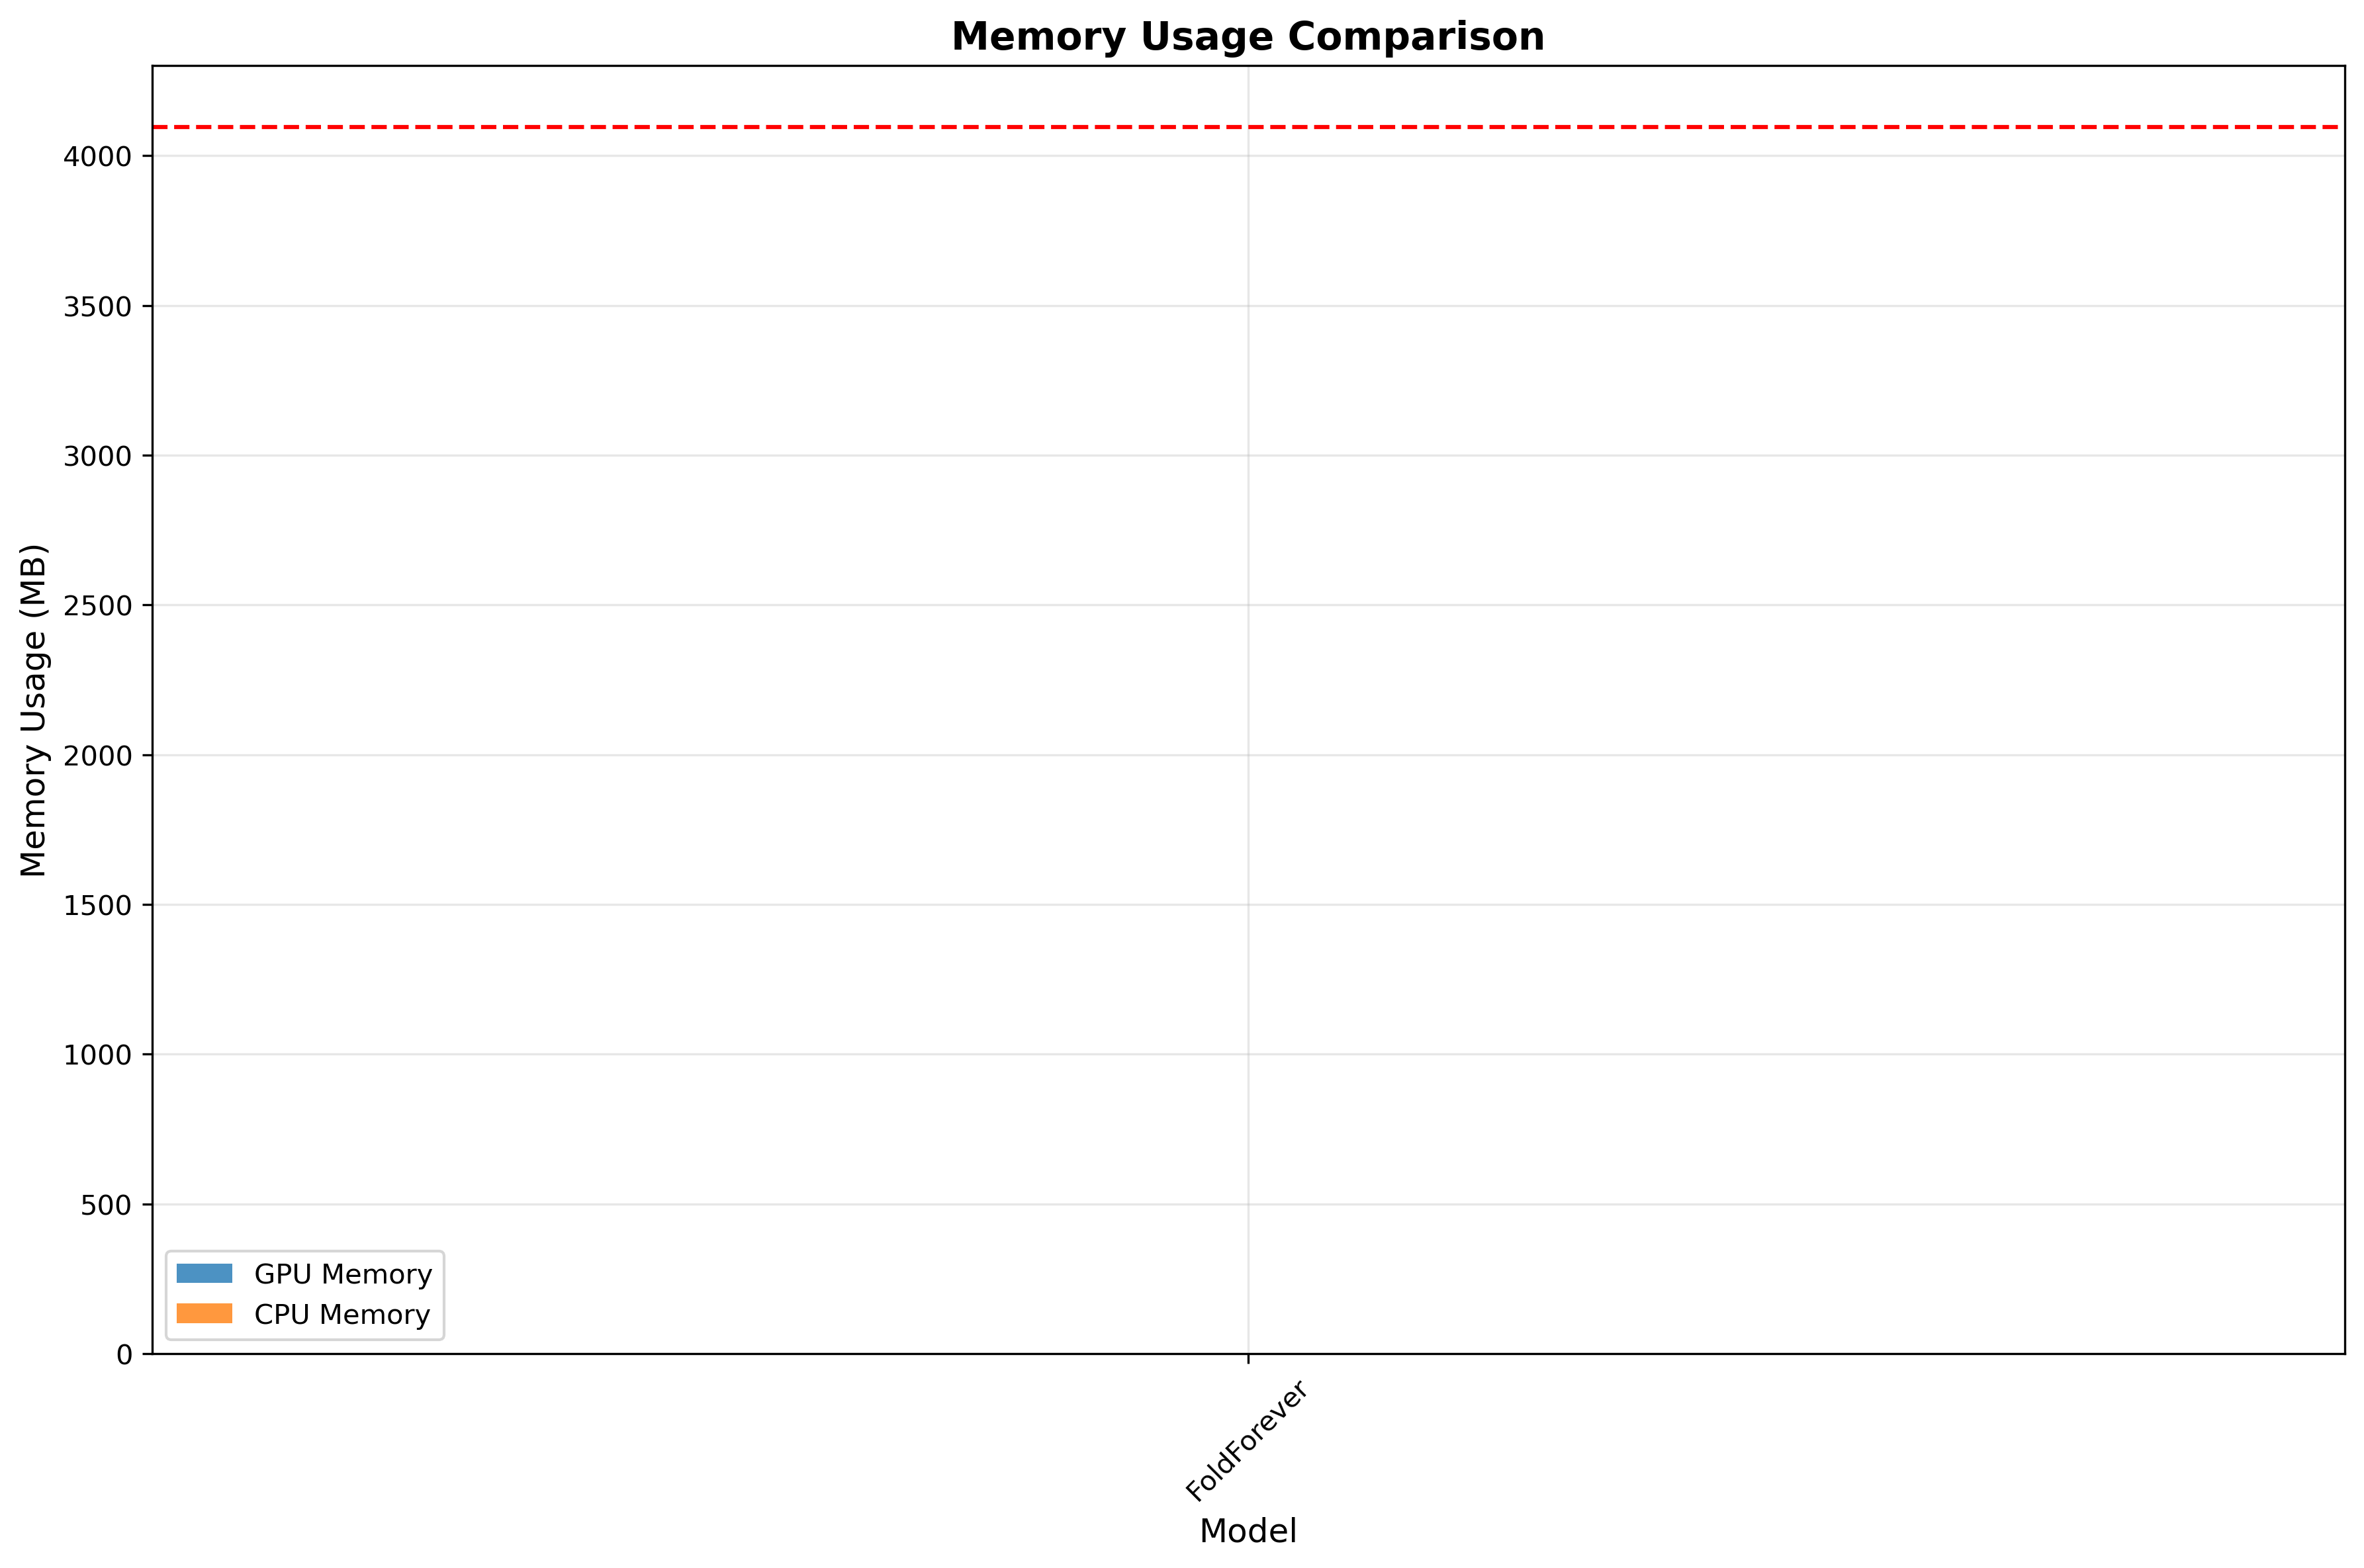 Memory Usage Comparison
Memory Usage (MB)
4000
3500
3000
2500
2000
1500
1000
500
0
GPU Memory
CPU Memory
FoldForever
Model